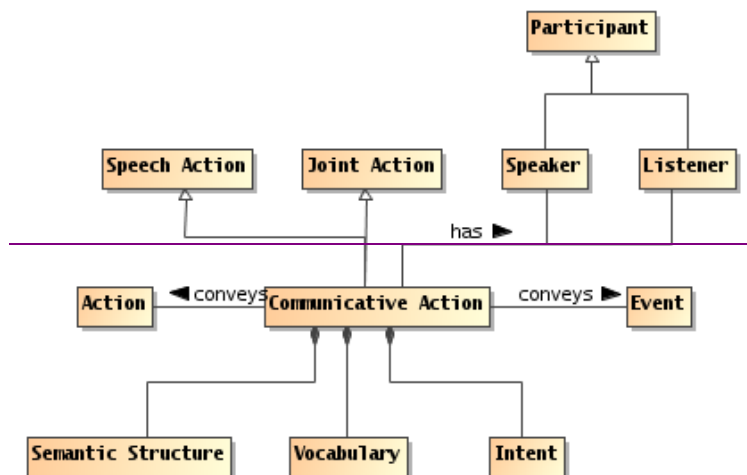 Participant
Speech Action
Joint Action
Speaker
Listener
has
Action
conveys
Communicative Action
conveys
Event
Semantic Structure
Vocabulary
Intent